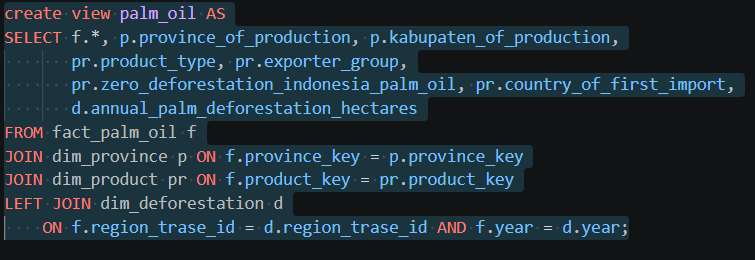 create view palm_oil AS
SELECT f.*, p.province_of_production, p.kabupaten_of_production,
pr.product_type, pr.exporter_group,
pr.zero_deforestation_indonesia_palm_oil, pr.country_of_first_import,
d.annual_palm_deforestation_hectares
FROM fact_palm_oil f
JOIN dim_province p ON f.province_key = p.province_key
JOIN dim_product pr ON f.product_key = pr.product_key
LEFT JOIN dim_deforestation d
ON f.region_trase_id = d.region_trase_id AND f.year = d.year;